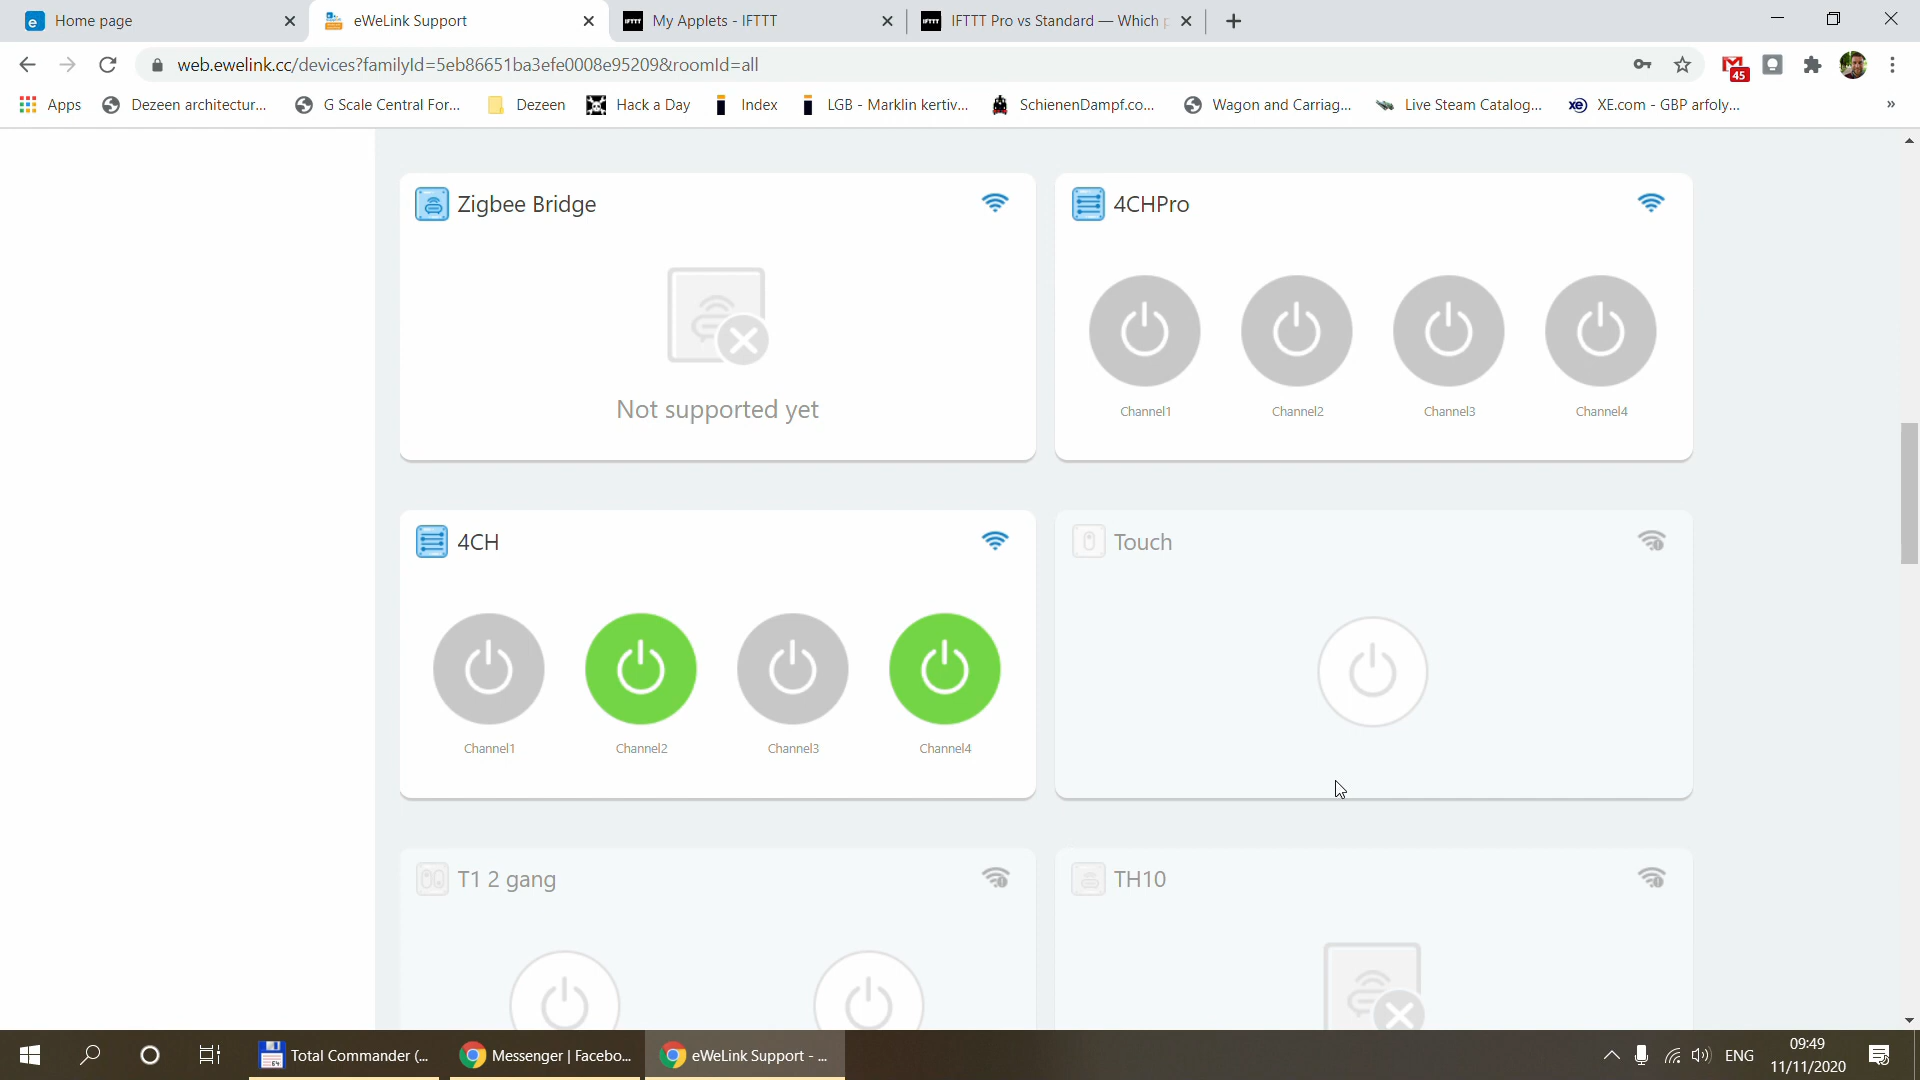 Home page
eWeLink Support
My Applets - IFTTT
IFTTT Pro vs Standard — Which p
web.ewelink.cc/devices?familyId=5eb86651ba3efe0008e95209&roomId=all
45
Apps
Dezeen architectur...
G Scale Central For...
Dezeen
Hack a Day
Index
LGB - Marklin kertiv...
SchienenDampf.co...
Wagon and Carriag...
Live Steam Catalog...
XE.com - GBP arfoly...
»
Zigbee Bridge
Not supported yet
4CHPro
Channel1
Channel2
Channel3
Channel4
4CH
Channel1
Channel2
Channel3
Channel4
Touch
T1 2 gang
TH10
Total Commander (...
Messenger | Facebo...
eWeLink Support - ...
ENG
09:49
11/11/2020